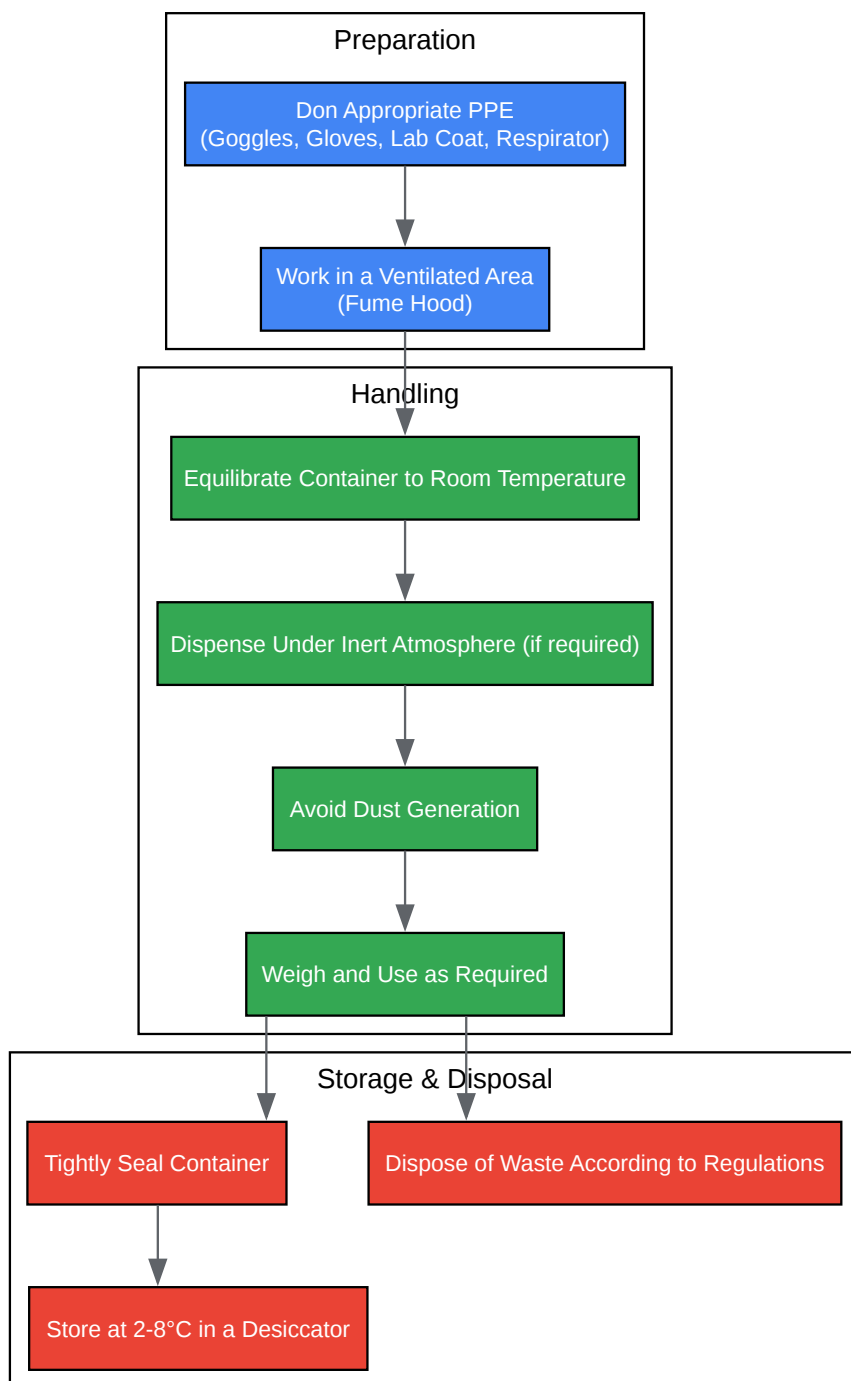 Preparation
Don Appropriate PPE
(Goggles, Gloves, Lab Coat, Respirator)
Work in a Ventilated Area
(Fume Hood)
Handling
Equilibrate Container to Room Temperature
Dispense Under Inert Atmosphere (if required)
Avoid Dust Generation
Weigh and Use as Required
Storage & Disposal
Tightly Seal Container
Dispose of Waste According to Regulations
Store at 2-8°C in a Desiccator